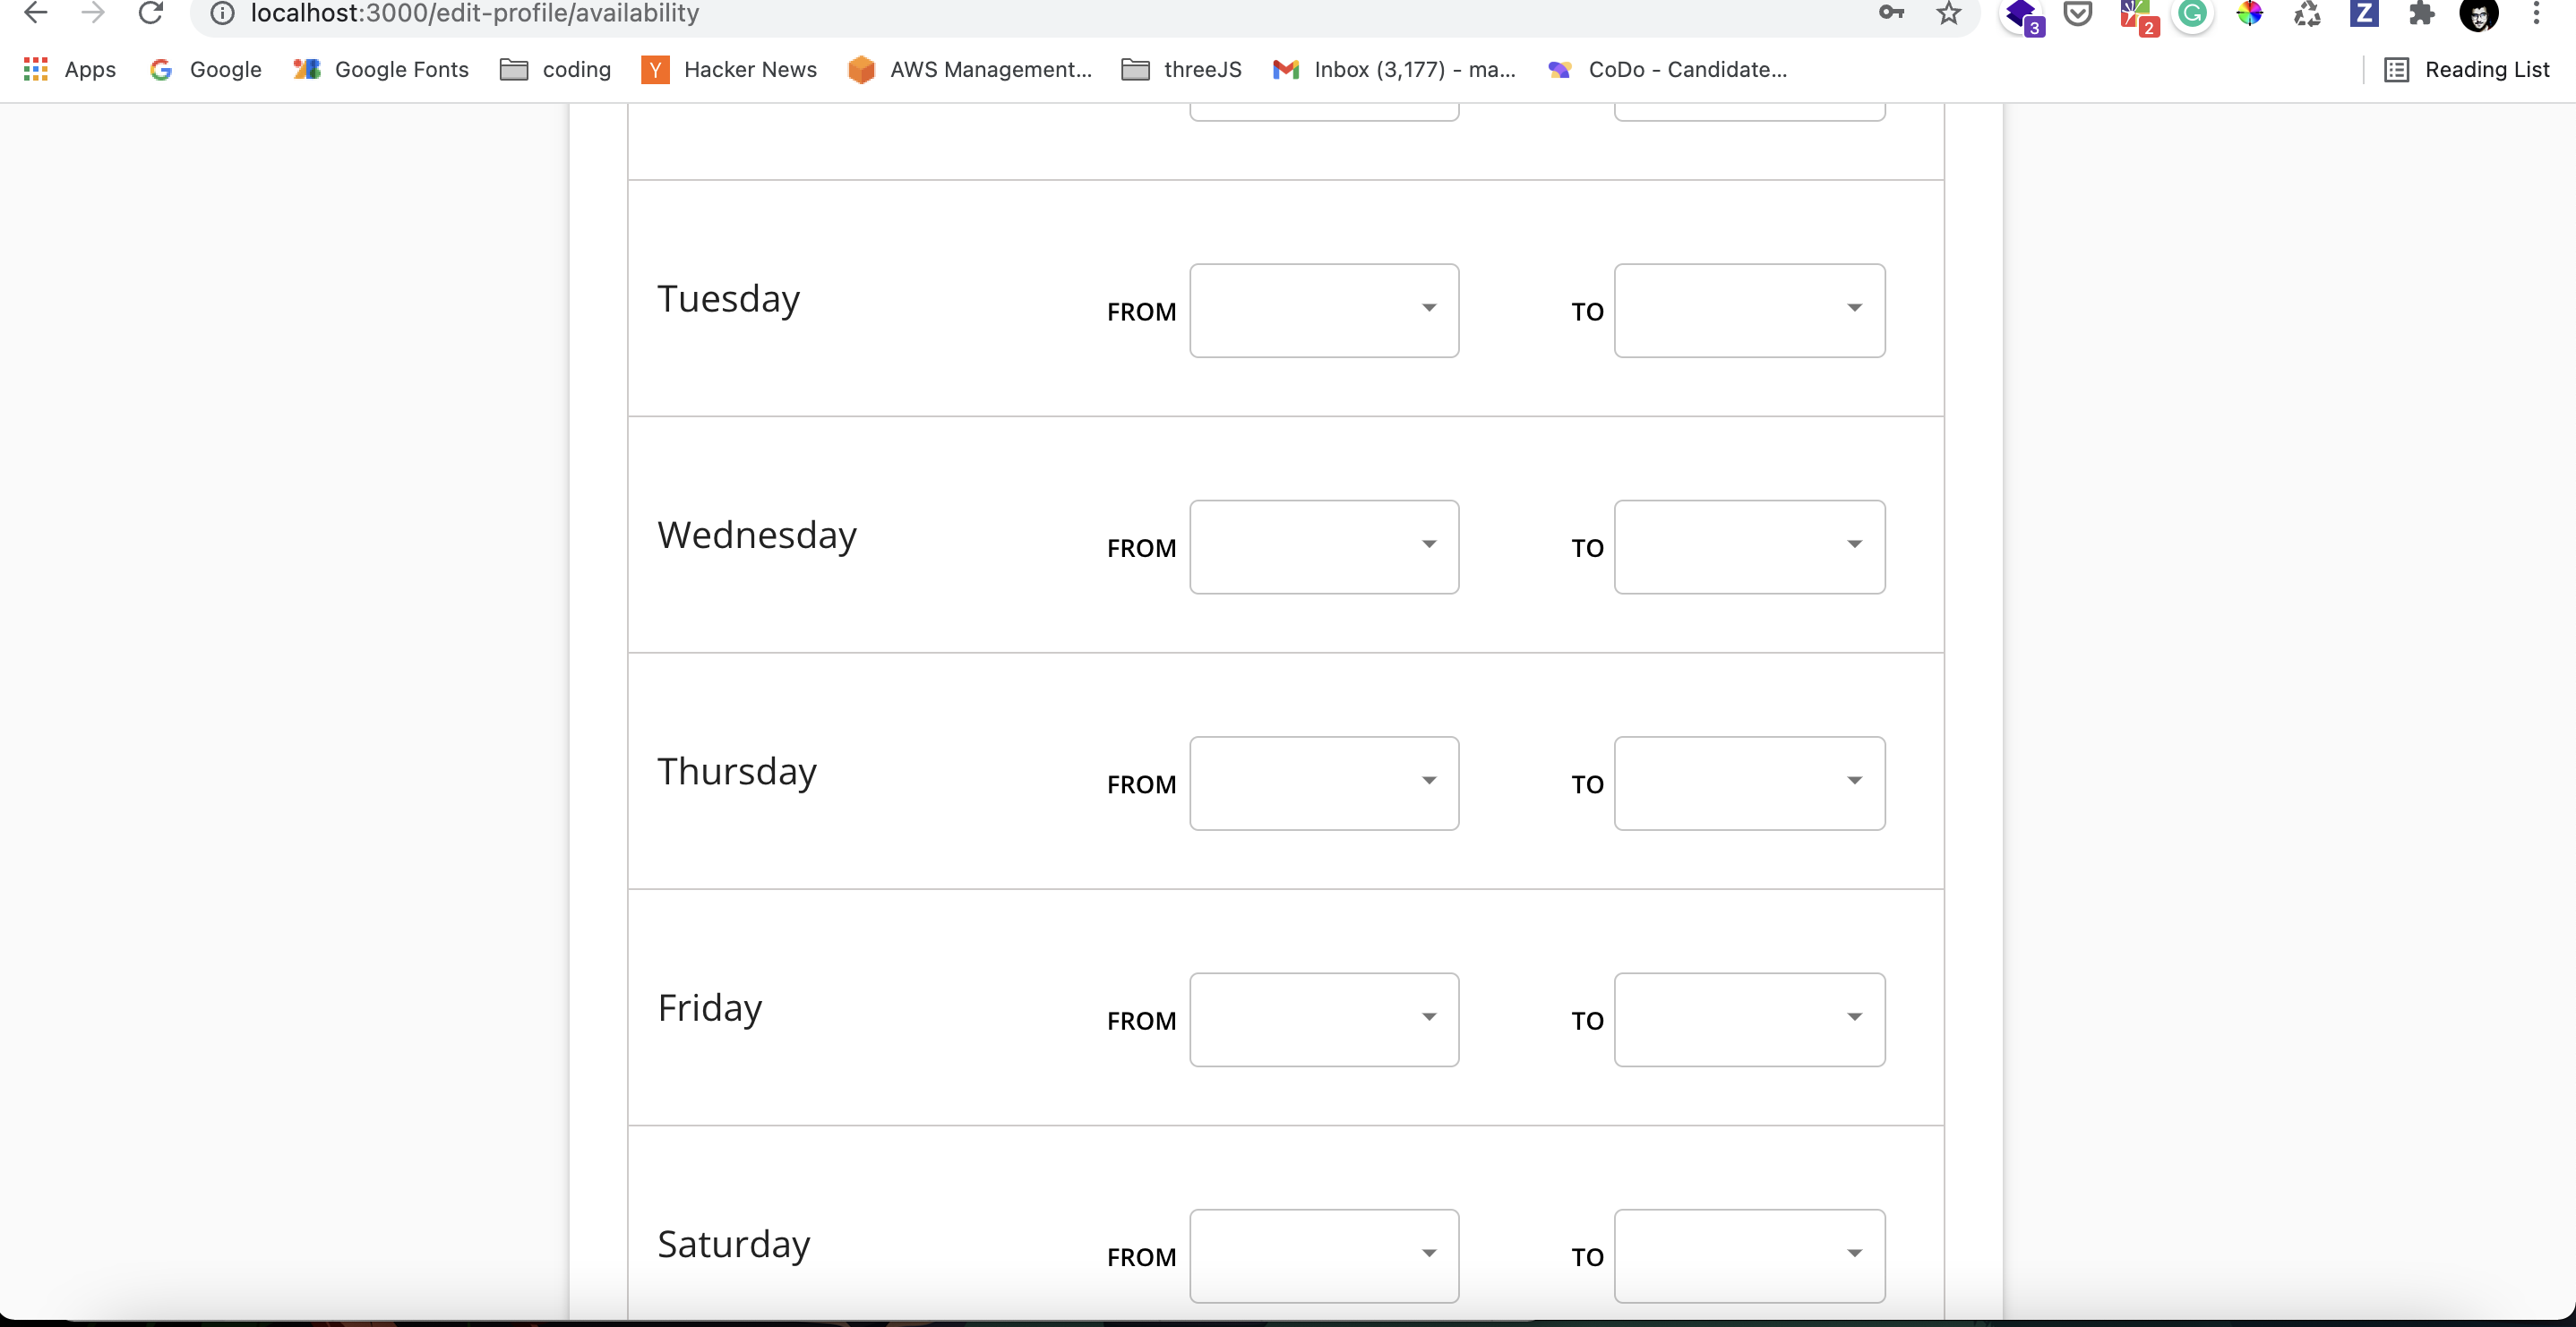 localhost:3000/edit-profile/availability
3
2
G
Z
Apps
G Google
Google Fonts
coding
Y Hacker News
AWS Management...
threeJS
Inbox (3,177) - ma...
CoDo - Candidate...
Reading List
Tuesday FROM TO
Wednesday FROM TO
Thursday FROM TO
Friday FROM TO
Saturday FROM TO